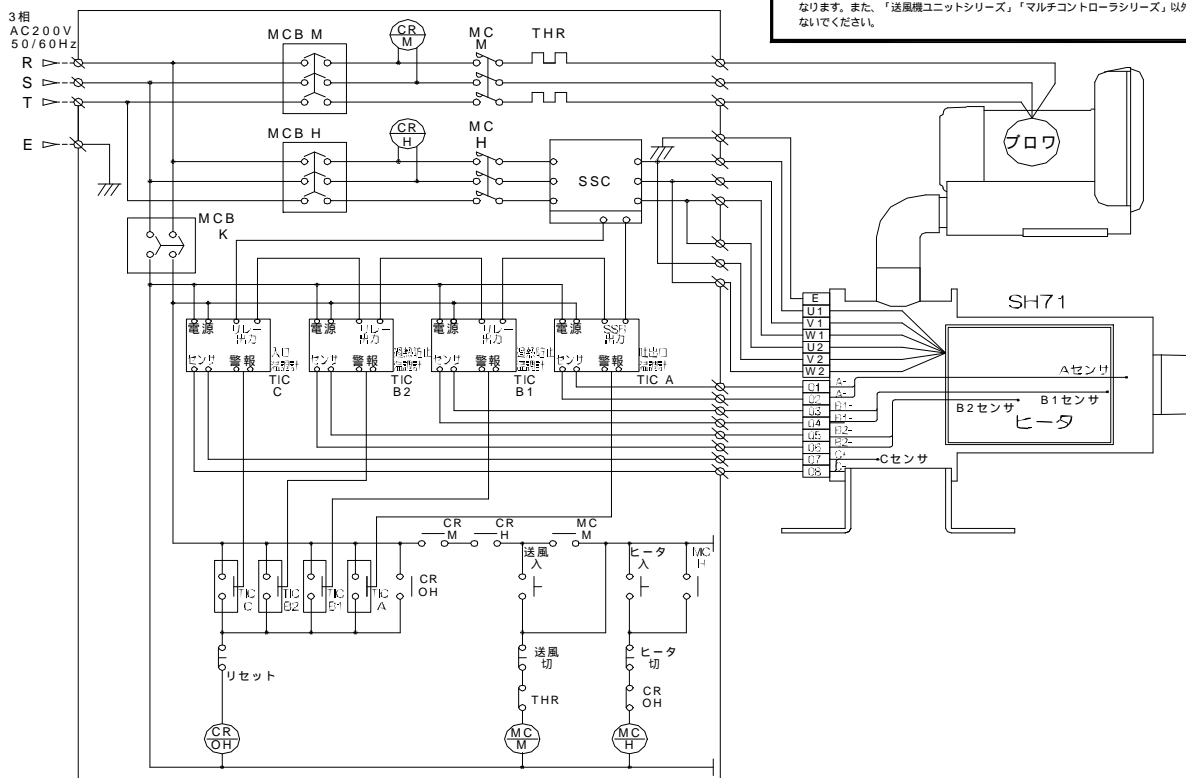 なります。また、「送風機ユニットシリーズ」「マルチコントローラシリーズ」以外
ないでください。
3相
AC200V
50/60Hz
R
S
T
E
MCB M
CR
M
MC
M
THR
MCB H
CR
H
MC
H
SSC
MCB
K
ブロワ
SH71
電源
リレー
出力
センサ
警報
入口
温調計
TIC
C
電源
リレー
出力
センサ
警報
TIC
B2
電源
リレー
出力
センサ
警報
TIC
B1
電源
SSR
出力
センサ
警報
吐出口
温調計
TIC A
E
U1
V1
W1
U2
V2
W2
01
02
03
04
05
06
07
08
A-
B1-
B2-
B2-
C+
Aセンサ
B1センサ
B2センサ
ヒータ
Cセンサ
CR
M
CR
H
MC
M
TIC
C
TIC
B2
TIC
B1
TIC
A
CR
OH
送風
入
ヒータ
入
MC
H
リセット
送風
切
ヒータ
切
THR
CR
OH
CR
OH
MC
M
MC
H